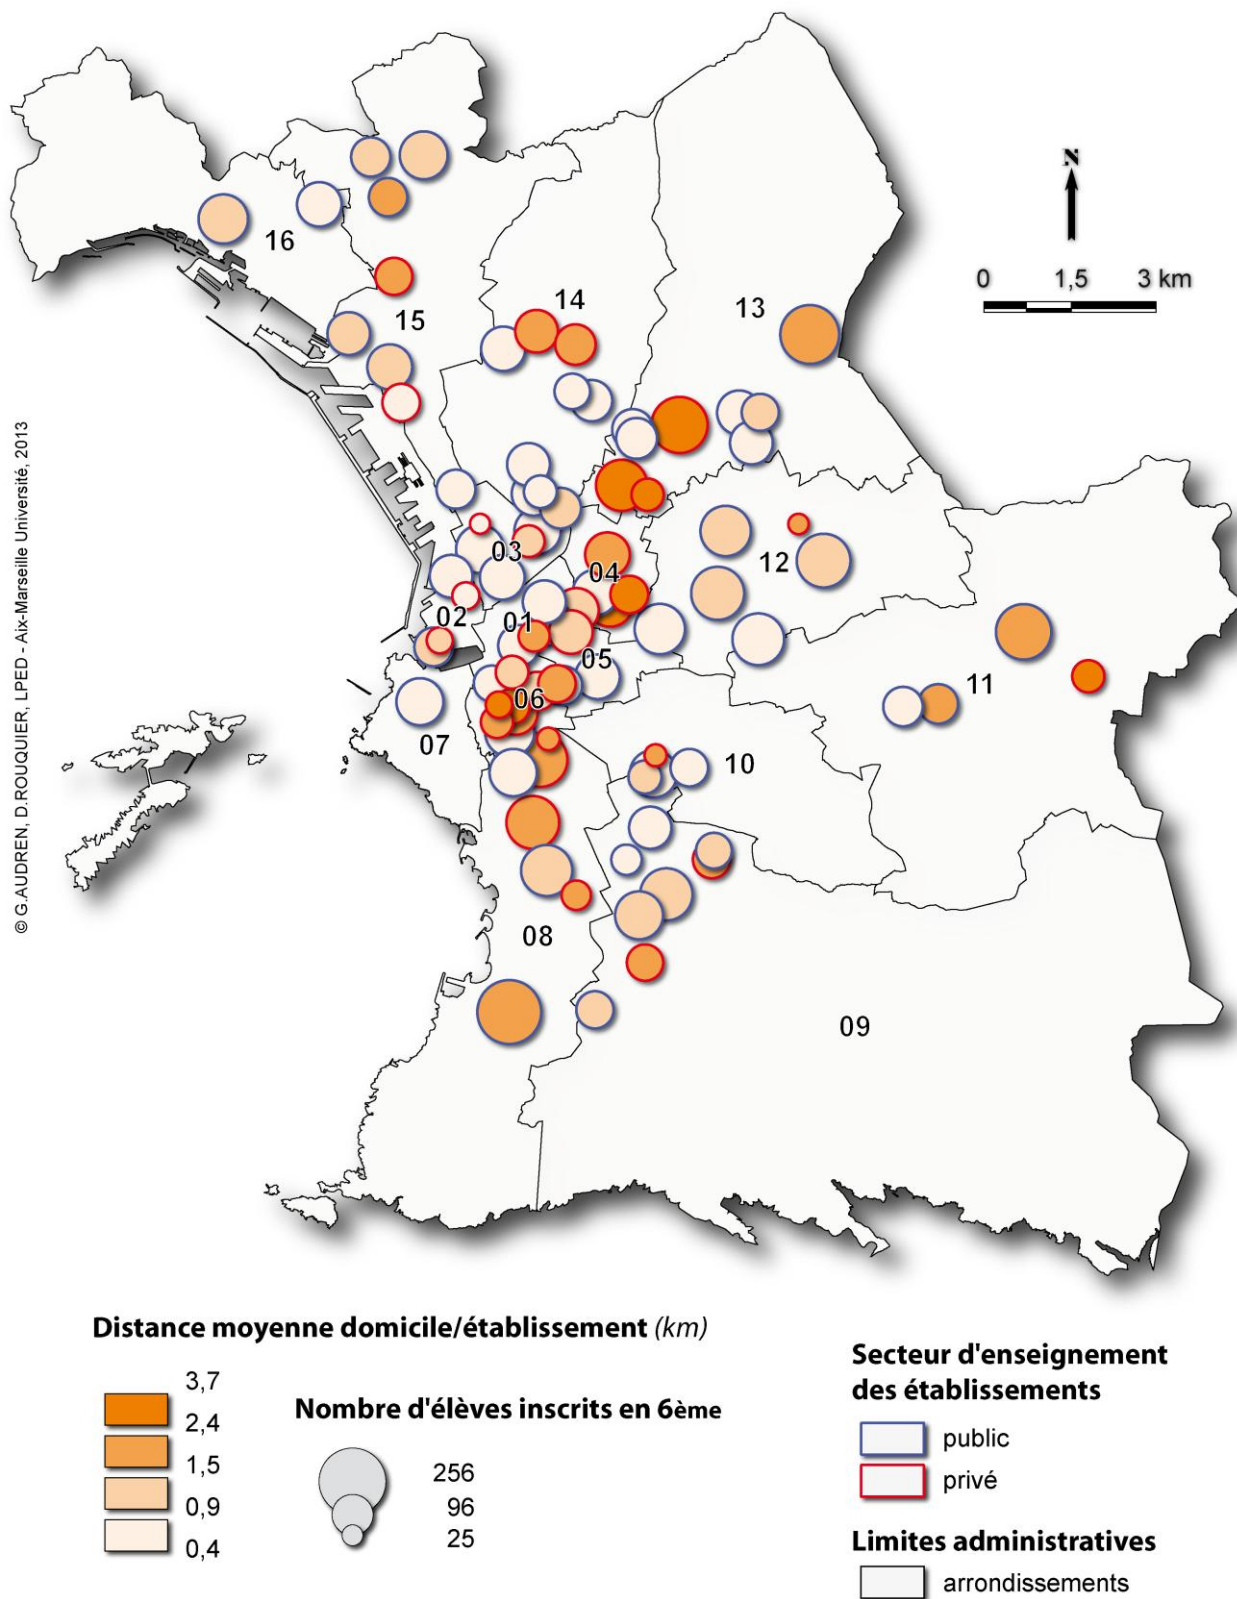 N
0 1,5 3 km
16
15
14
13
03
04
12
02
01
05
11
06
07
10
08
09
© G.AUDREN, D.ROUQUIER, LPED - Aix-Marseille Université, 2013
Distance moyenne domicile/établissement (km)
3,7
2,4
1,5
0,9
0,4
Nombre d'élèves inscrits en 6ème
256
96
25
Secteur d'enseignement
des établissements
public
privé
Limites administratives
arrondissements